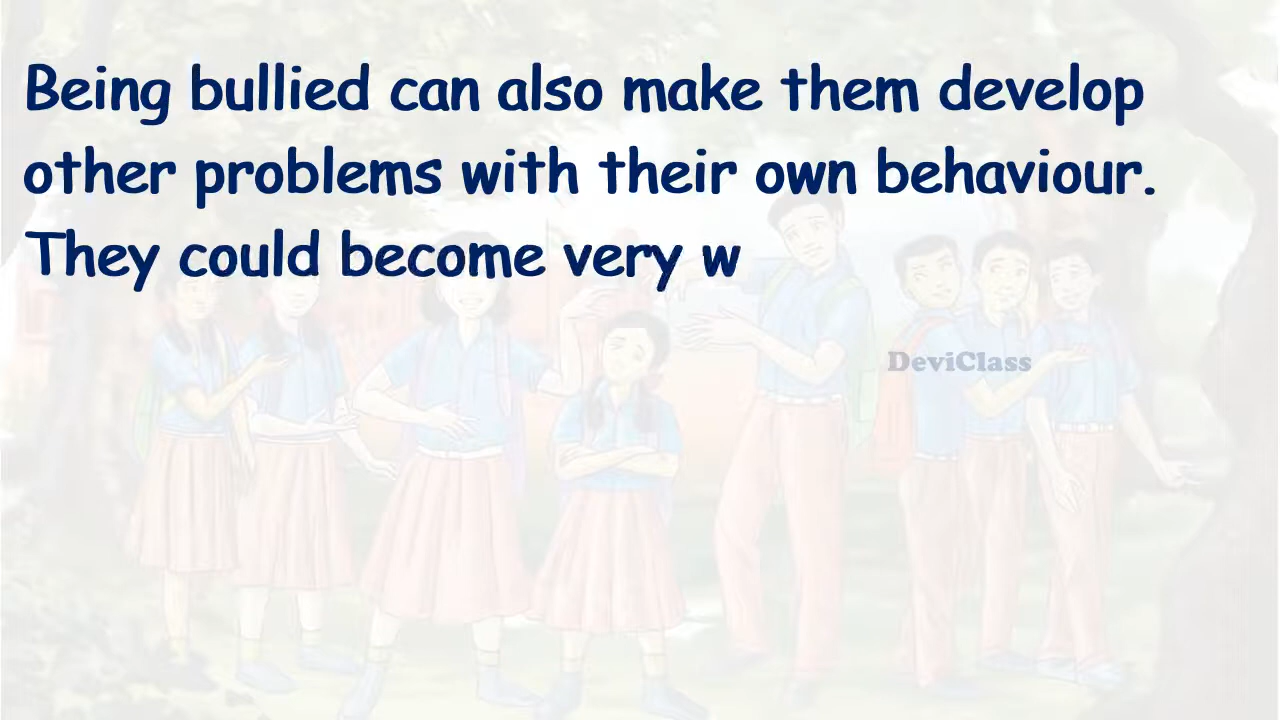 Being bullied can also make them develop
other problems with their own behaviour.
They could become very w
DeviClass